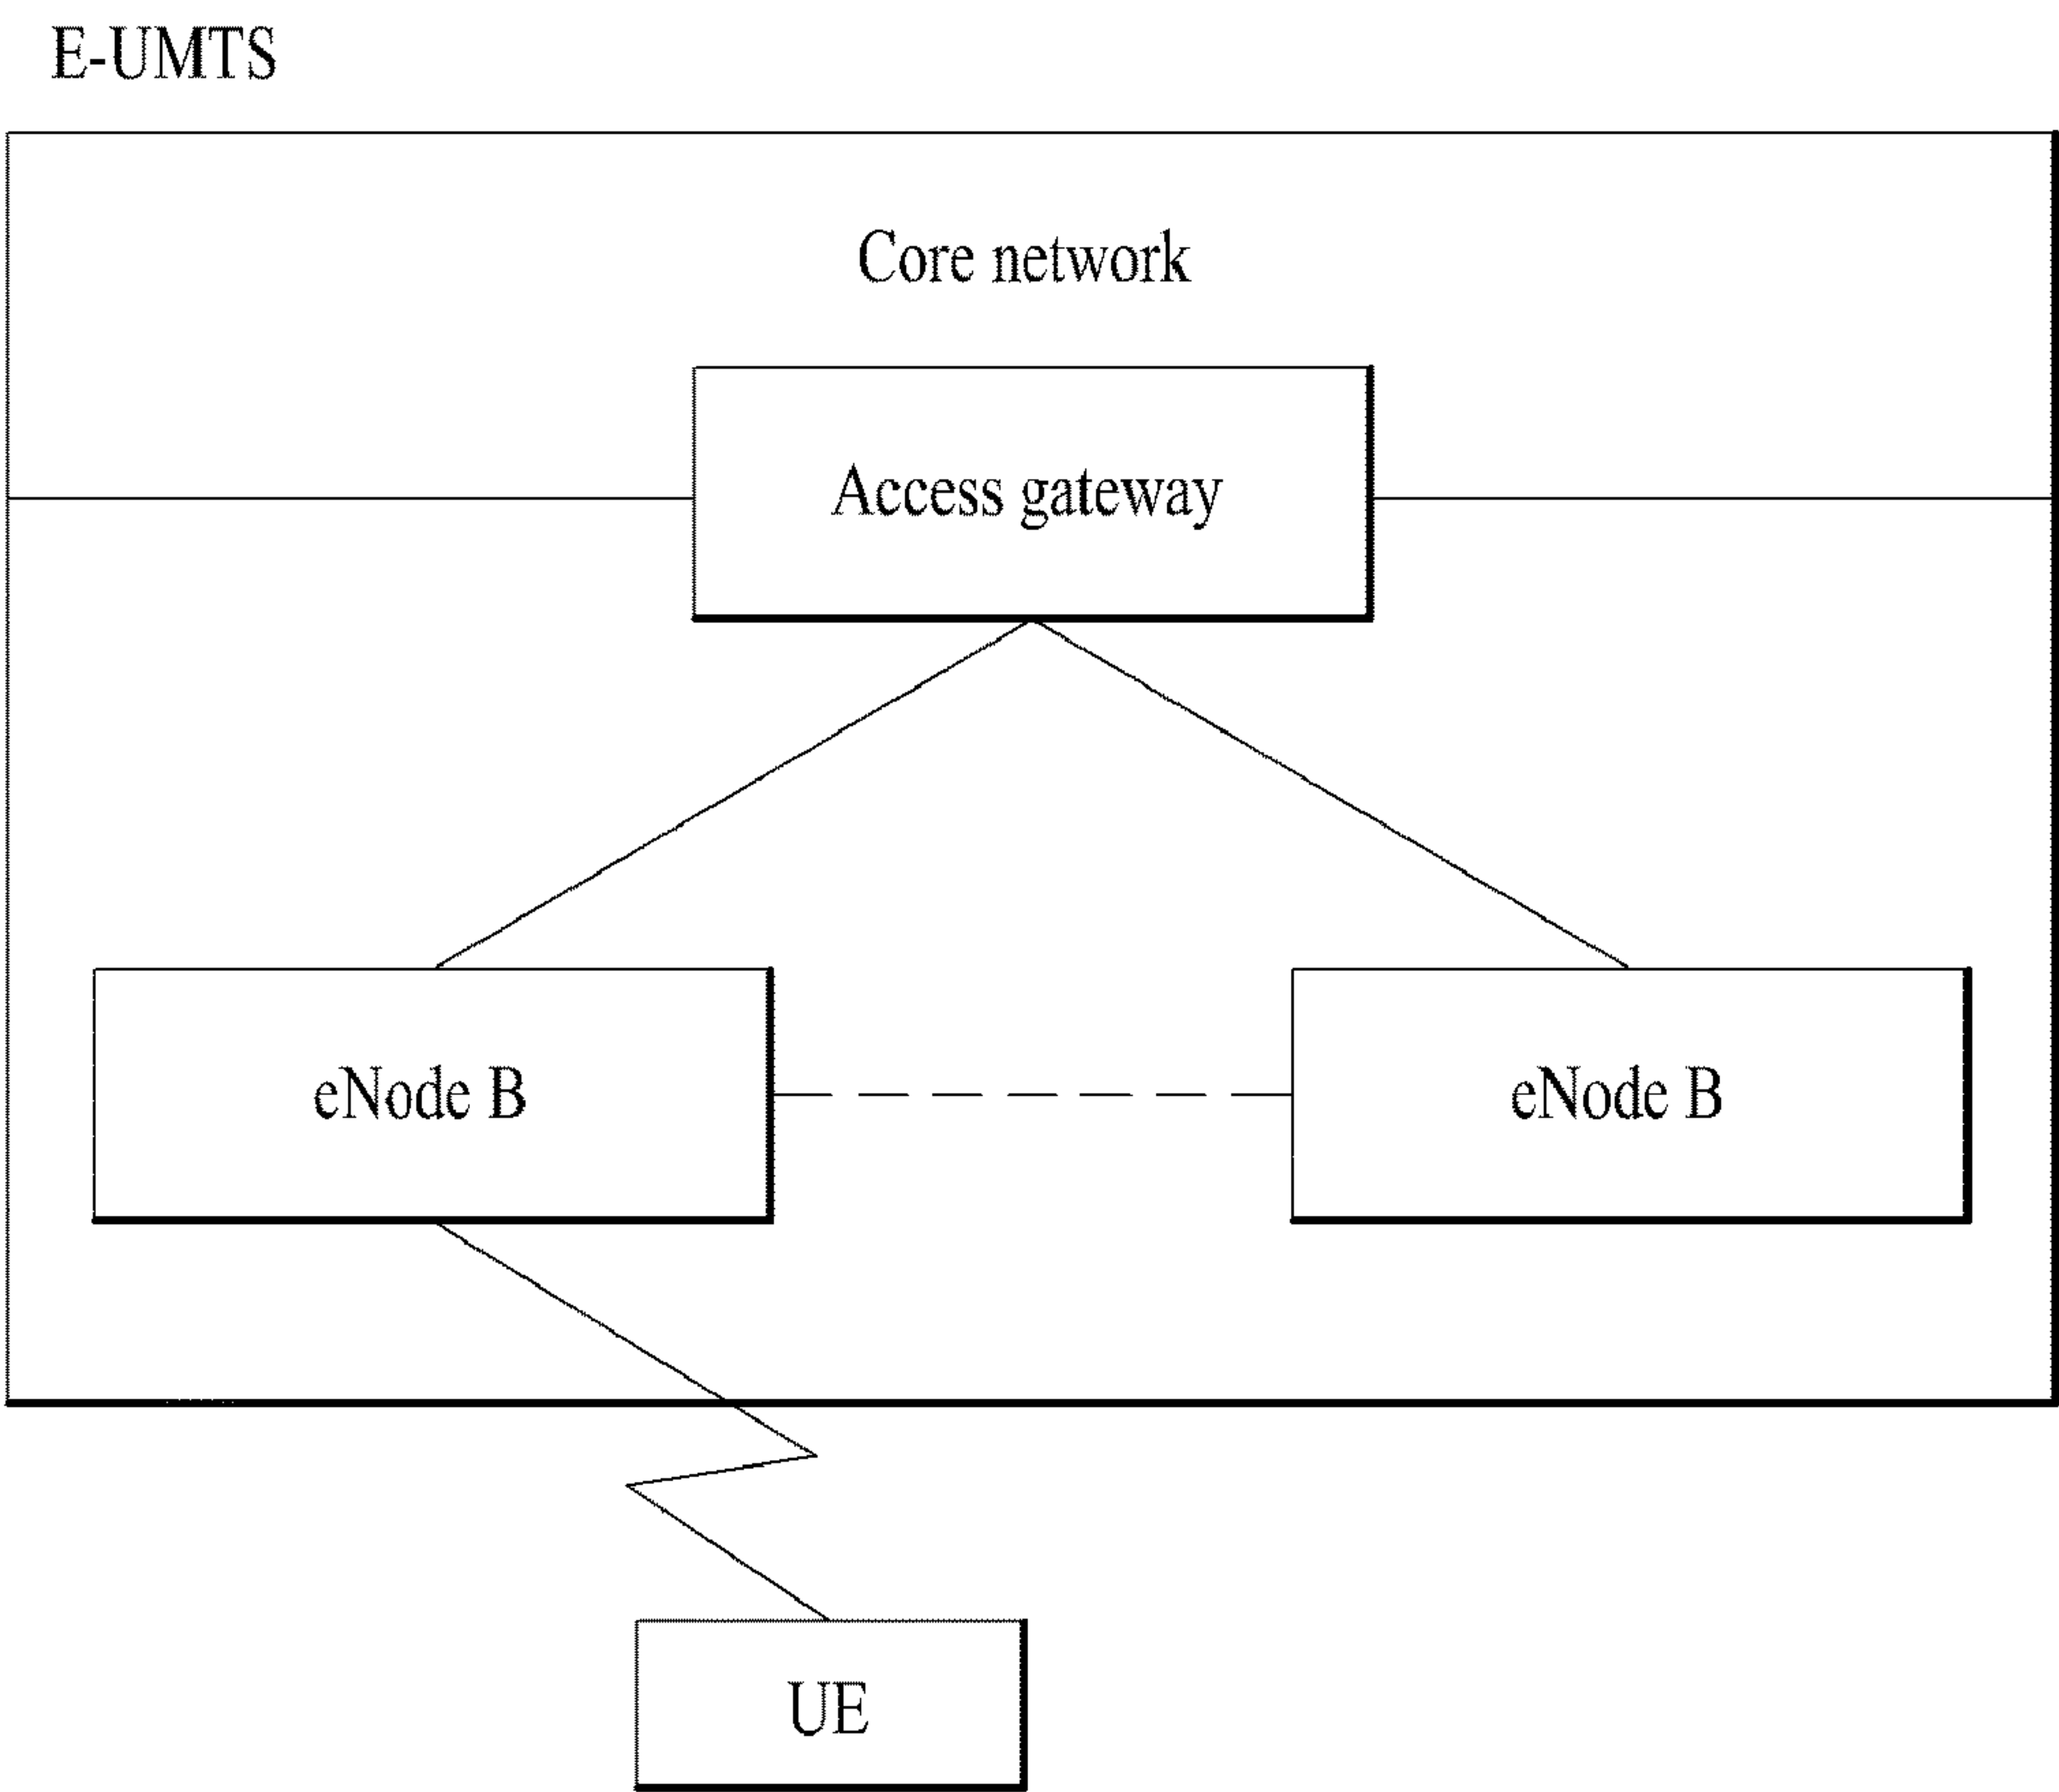 E-UMTS
Core network
Access gateway
eNode B
eNode B
UE